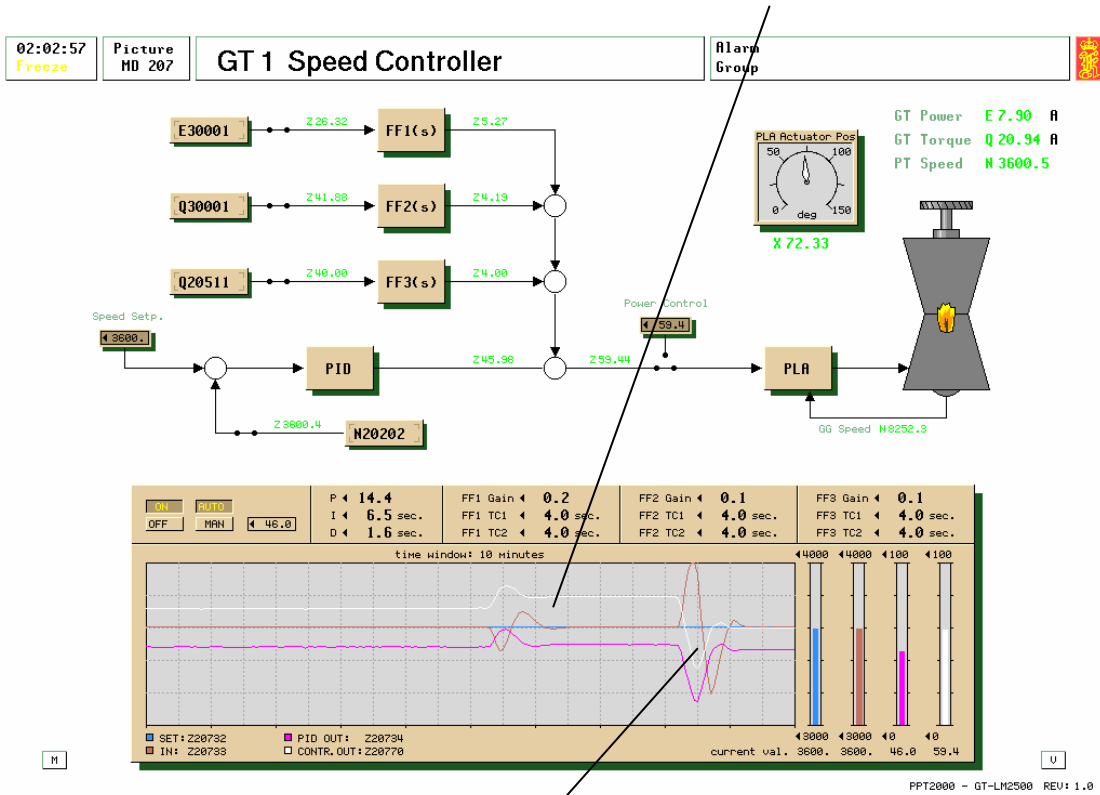 02:02:57
Freeze
Picture
MD 207
GT 1 Speed Controller
Alarm
Group
E30001
Z26.32
FF1(s)
Z5.27
PLA Actuator Pos
50
100
0
150
deg
X 72.33
GT Power E 7.90 A
GT Torque Q 20.94 A
PT Speed N 3600.5
Q30001
Z41.88
FF2(s)
Z4.19
Q20511
Z40.00
FF3(s)
Z4.00
Speed Setp.
3600.
Power Control
59.4
PID
Z45.98
Z59.44
PLA
Z3600.4
N20202
GG Speed N8252.3
ON AUTO
OFF MAN 46.0
P 14.4
I 6.5 sec.
D 1.6 sec.
FF1 Gain 0.2
FF1 TC1 4.0 sec.
FF1 TC2 4.0 sec.
FF2 Gain 0.1
FF2 TC1 4.0 sec.
FF2 TC2 4.0 sec.
FF3 Gain 0.1
FF3 TC1 4.0 sec.
FF3 TC2 4.0 sec.
time window: 10 minutes
4000 4000 100 100
3000 3000 0 0
SET: Z20732
IN: Z20733
PID OUT: Z20734
CONTR.OUT: Z20770
current val. 3600. 3600. 46.0 59.4
M
V
PPT2000 - GT-LM2500 REV: 1.0